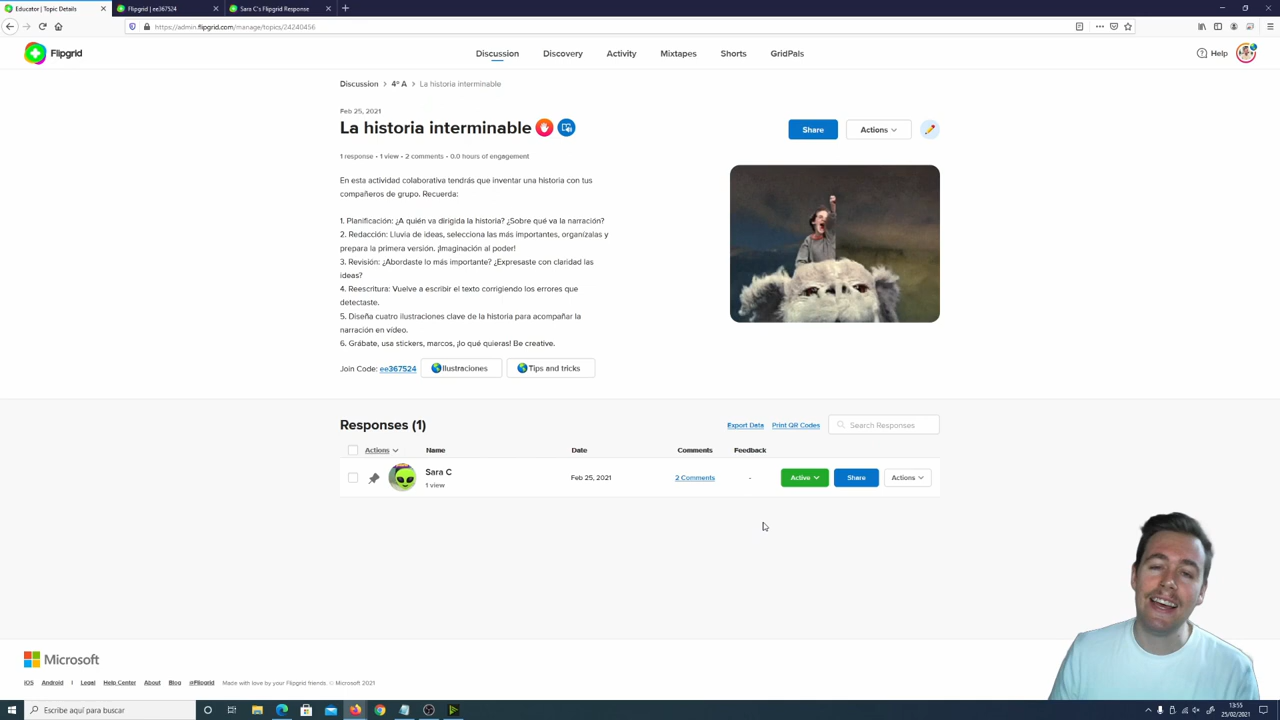 Educator | Topic Details
Flipgrid | ee367524
Sara C's Flipgrid Response
https://admin.flipgrid.com/manage/topics/24240456
Flipgrid
Discussion
Discovery
Activity
Mixtapes
Shorts
GridPals
Help
Discussion > 4º A > La historia interminable
Feb 25, 2021
La historia interminable
Share
Actions
1 response • 1 view • 2 comments • 0.0 hours of engagement
En esta actividad colaborativa tendrás que inventar una historia con tus
compañeros de grupo. Recuerda:
1. Planificación: ¿A quién va dirigida la historia? ¿Sobre qué va la narración?
2. Redacción: Lluvia de ideas, selecciona las más importantes, organízalas y
prepara la primera versión. ¡Imaginación al poder!
3. Revisión: ¿Abordaste lo más importante? ¿Expresaste con claridad las
ideas?
4. Reescritura: Vuelve a escribir el texto corrigiendo los errores que
detectaste.
5. Diseña cuatro ilustraciones clave de la historia para acompañar la
narración en vídeo.
6. Grábate, usa stickers, marcos, ¡lo qué quieras! Be creative.
Join Code: ee367524
Ilustraciones
Tips and tricks
Responses (1)
Export Data
Print QR Codes
Search Responses
Actions
Name
Date
Comments
Feedback
Sara C
1 view
Feb 25, 2021
2 Comments
-
Active
Share
Actions
Microsoft
iOS
Android
|
Legal
Help Center
About
Blog
@Flipgrid
Made with love by your Flipgrid friends. © Microsoft 2021
Escribe aquí para buscar
13:55
25/02/2021